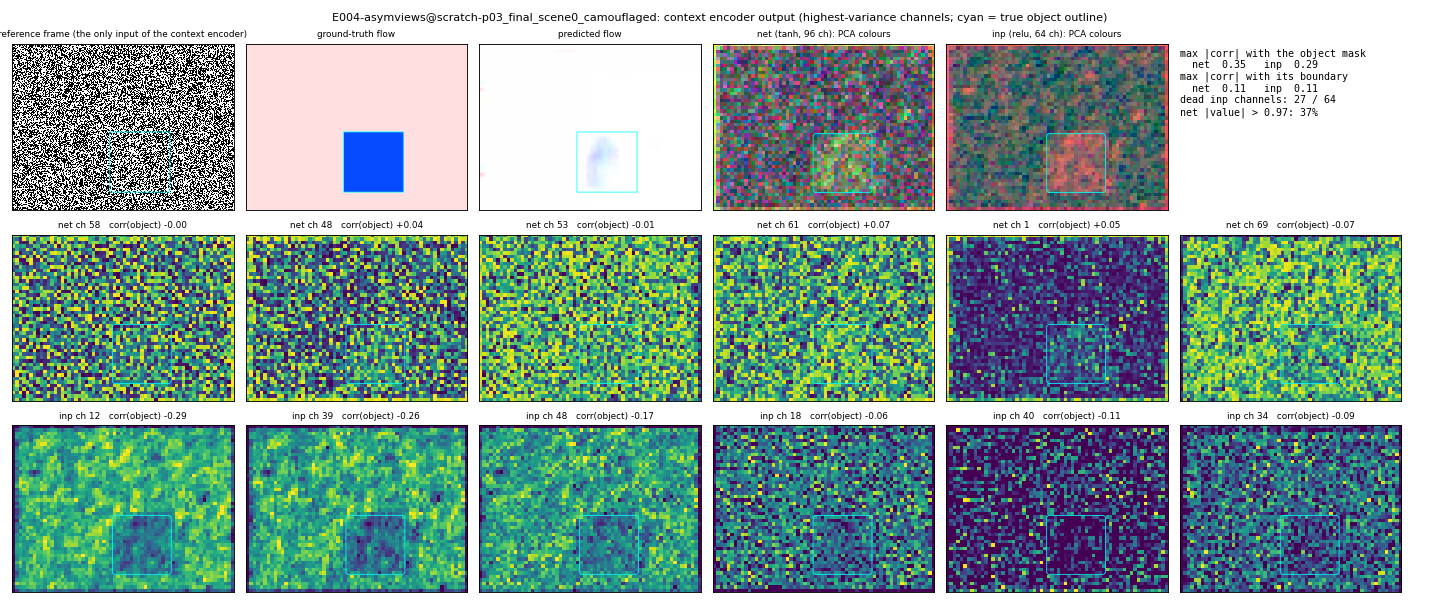 E004-asymviews@scratch-p03_final_scene0_camouflaged: context encoder output (highest-variance channels; cyan = true object outline)
reference frame (the only input of the context encoder)
ground-truth flow
predicted flow
net (tanh, 96 ch): PCA colours
inp (relu, 64 ch): PCA colours
max |corr| with the object mask
net 0.35 inp 0.29
max |corr| with its boundary
net 0.11 inp 0.11
dead inp channels: 27 / 64
net |value| > 0.97: 37%
net ch 58 corr(object) -0.00
net ch 48 corr(object) +0.04
net ch 53 corr(object) -0.01
net ch 61 corr(object) +0.07
net ch 1 corr(object) +0.05
net ch 69 corr(object) -0.07
inp ch 12 corr(object) -0.29
inp ch 39 corr(object) -0.26
inp ch 48 corr(object) -0.17
inp ch 18 corr(object) -0.06
inp ch 40 corr(object) -0.11
inp ch 34 corr(object) -0.09